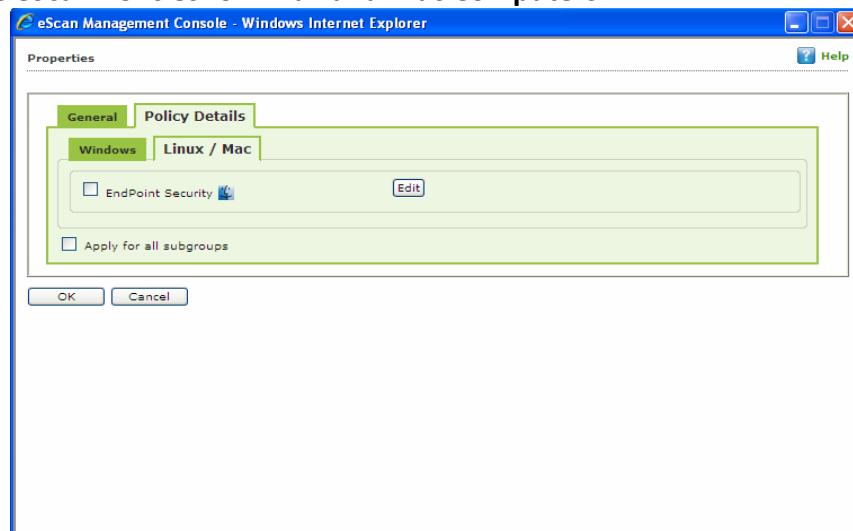 eScan Management Console - Windows Internet Explorer
Properties
? Help
General Policy Details
Windows Linux / Mac
EndPoint Security Edit
Apply for all subgroups
OK Cancel